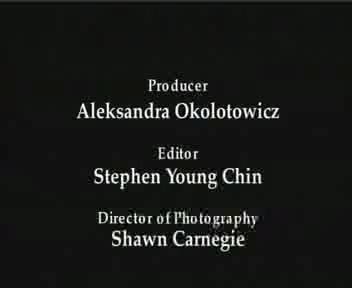 Producer
Aleksandra Okolotowicz
Editor
Stephen Young Chin
Director of Photography
Shawn Carnegie